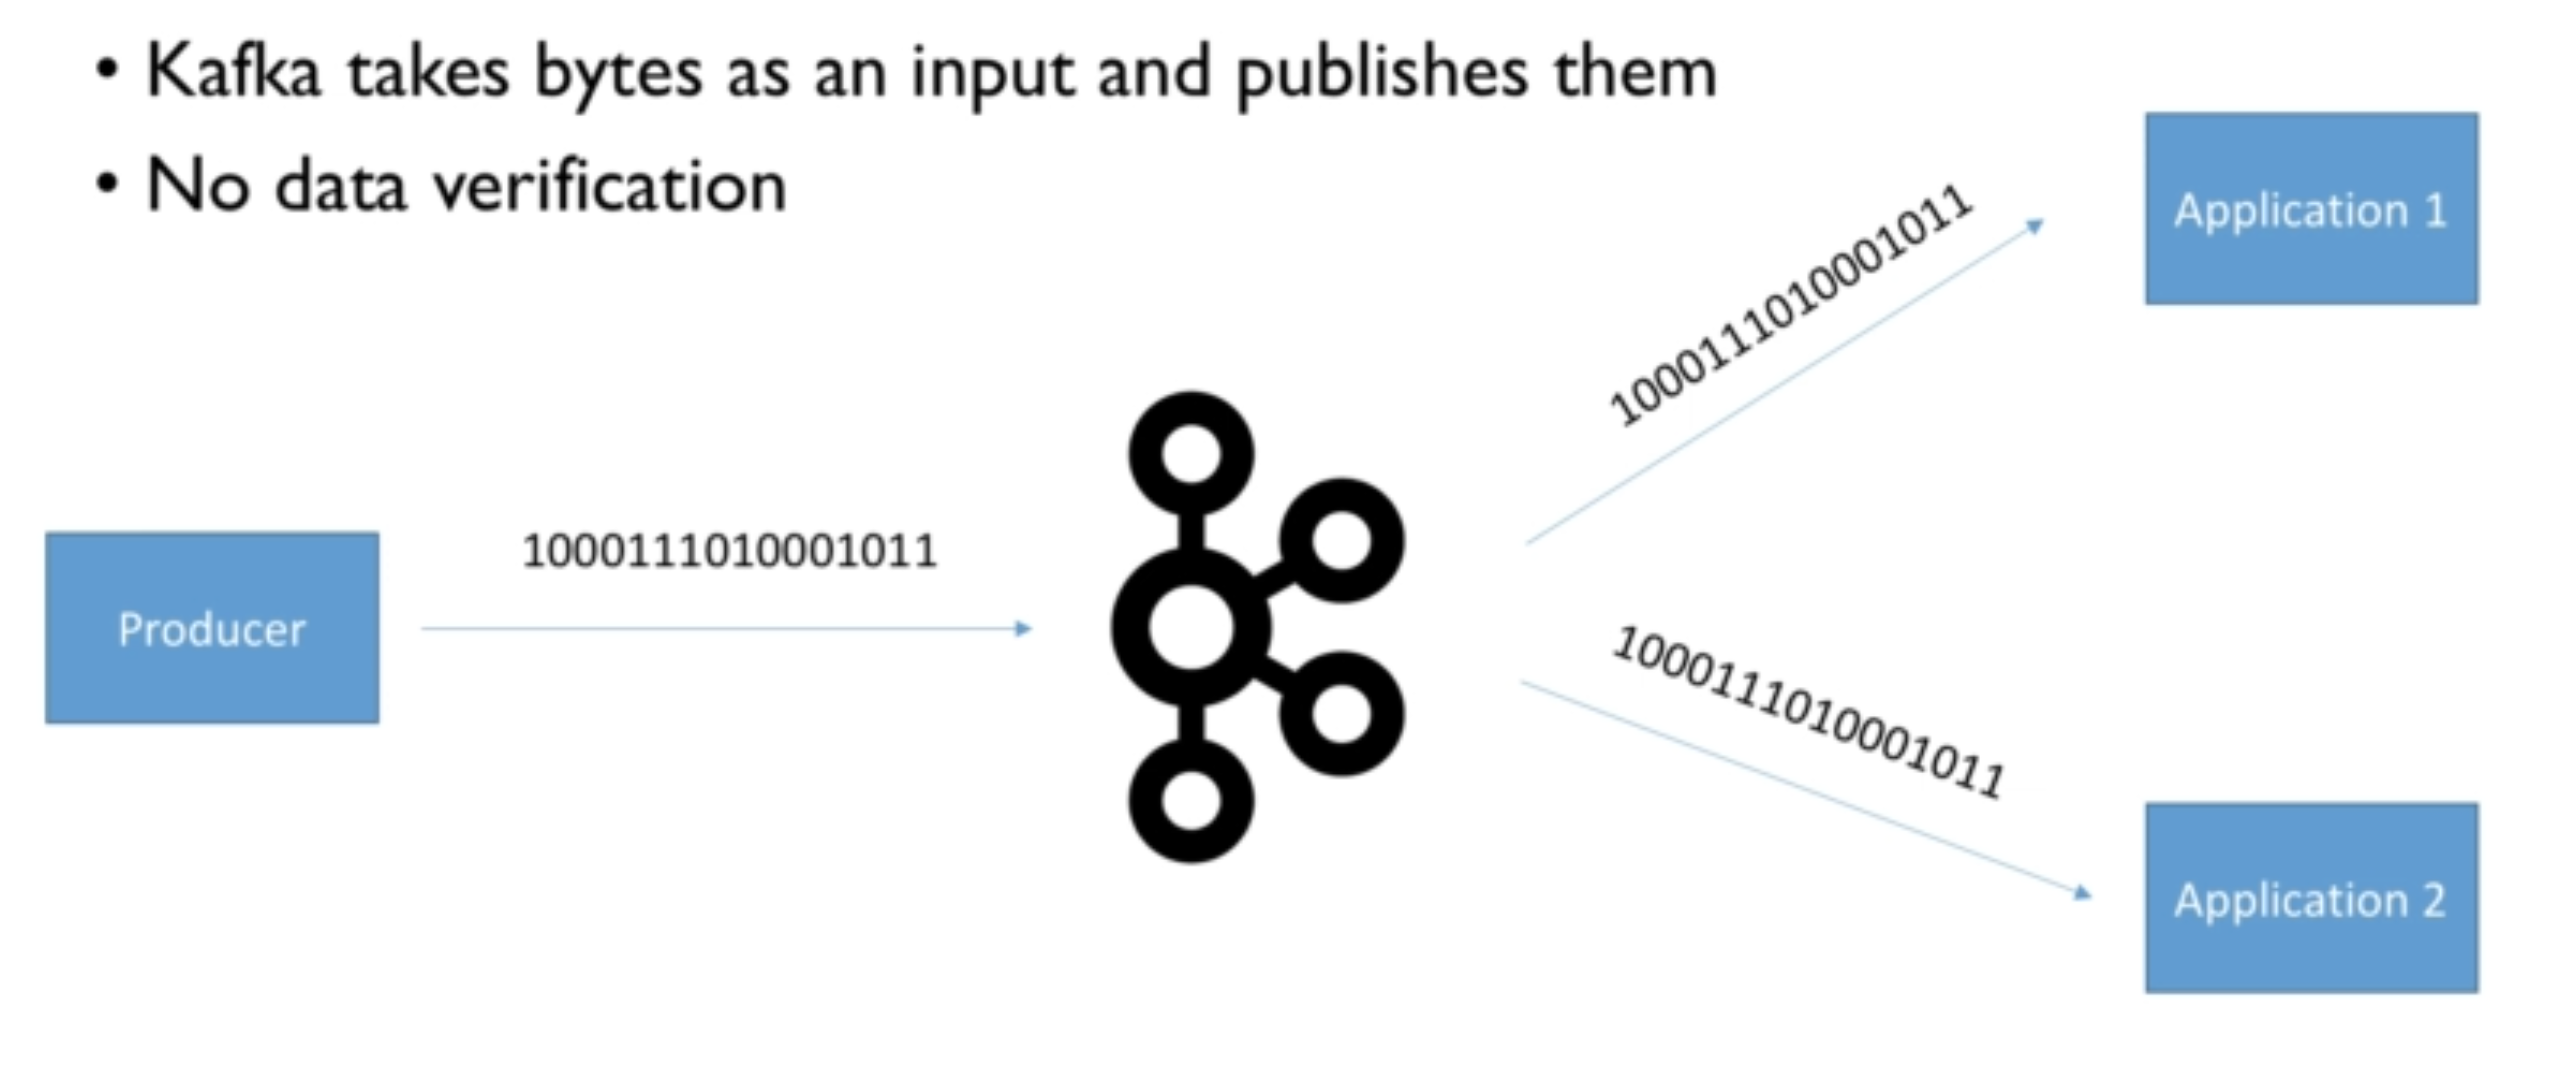 • Kafka takes bytes as an input and publishes them
• No data verification
Application 1
1000111010001011
1000111010001011
Producer
1000111010001011
Application 2